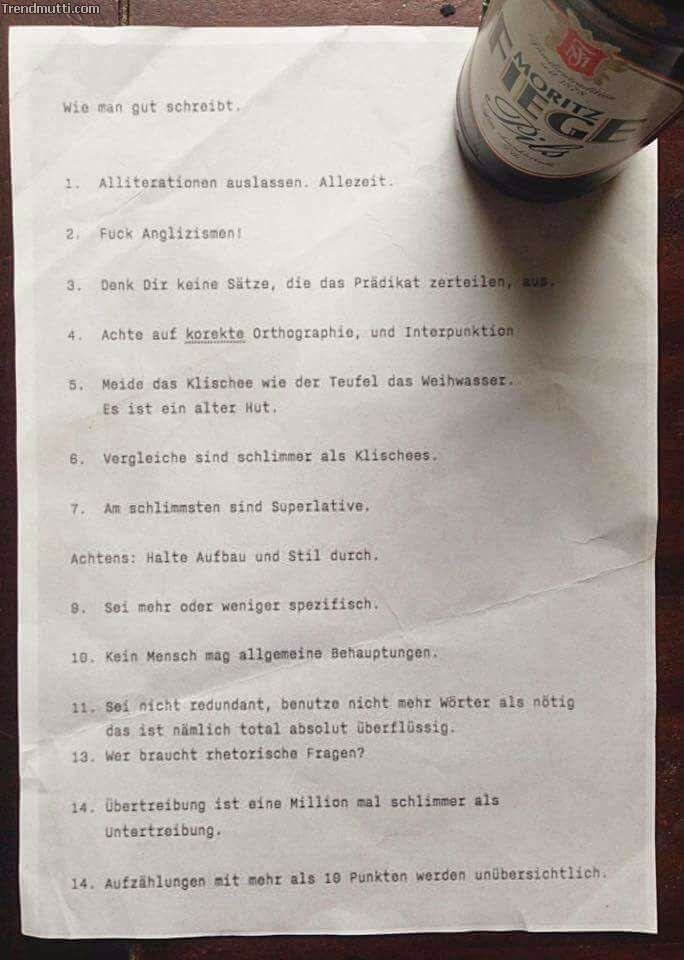 Trendmutti.com
MORITZ
FIEGE
Pils
Wie man gut schreibt.
1. Alliterationen auslassen. Allezeit.
2. Fuck Anglizismen!
3. Denk Dir keine Sätze, die das Prädikat zerteilen, aus.
4. Achte auf korekte Orthographie, und Interpunktion
5. Meide das Klischee wie der Teufel das Weihwasser.
Es ist ein alter Hut.
6. Vergleiche sind schlimmer als Klischees.
7. Am schlimmsten sind Superlative.
Achtens: Halte Aufbau und Stil durch.
9. Sei mehr oder weniger spezifisch.
10. Kein Mensch mag allgemeine Behauptungen.
11. Sei nicht redundant, benutze nicht mehr Wörter als nötig
das ist nämlich total absolut überflüssig.
13. Wer braucht rhetorische Fragen?
14. Übertreibung ist eine Million mal schlimmer als
Untertreibung.
14. Aufzählungen mit mehr als 10 Punkten werden unübersichtlich.